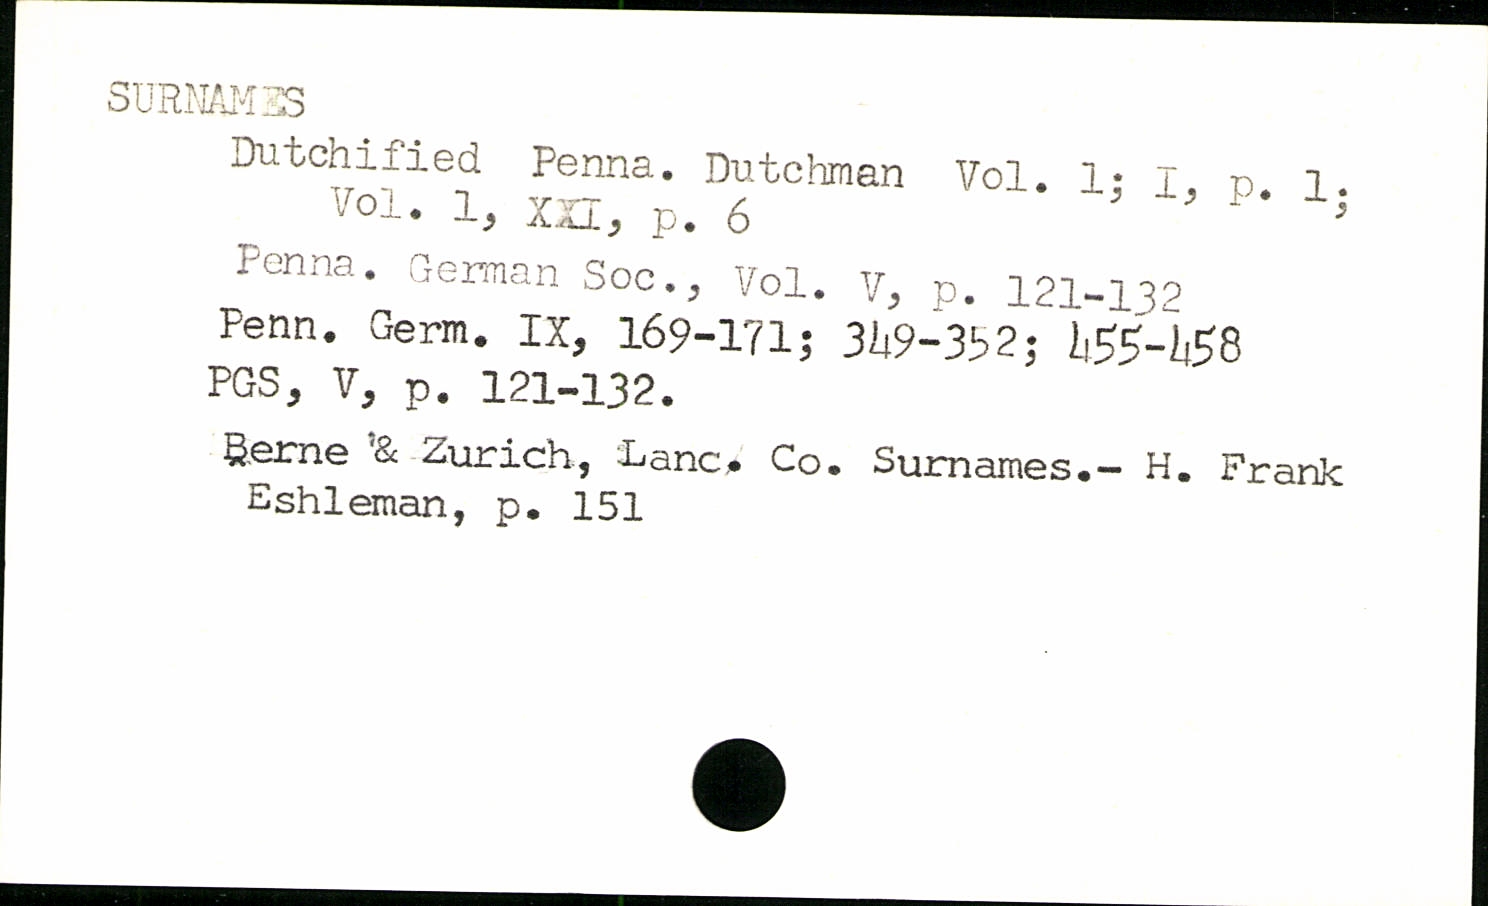 SURNAMES
Dutchified Penna. Dutchman Vol. 1; I, p. 1;
Vol. 1, XXI, p. 6
Penna. German Soc., Vol. V, p. 121-132
Penn. Germ. IX, 169-171; 349-352; 455-458
PGS, V, p. 121-132.
Berne & Zurich, Lanc. Co. Surnames.- H. Frank
Eshleman, p. 151